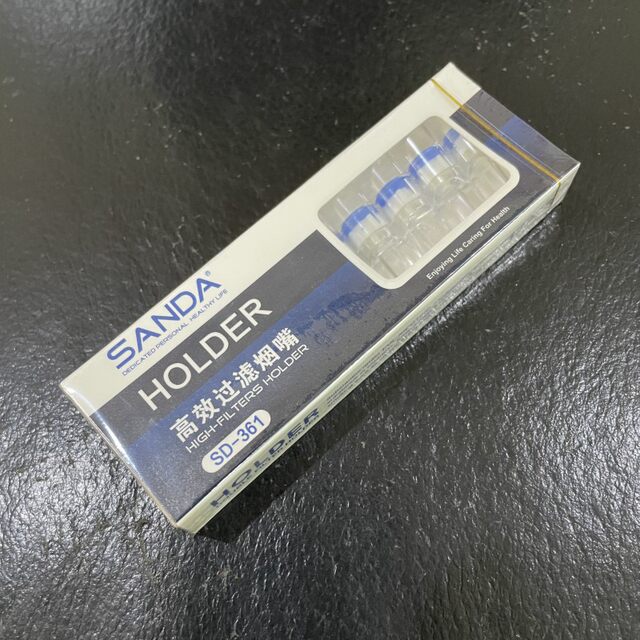 SANDA®
DEDICATED PERSONAL HEALTHY LIFE
HOLDER
高效过滤烟嘴
HIGH-FILTERS HOLDER
SD-361
Enjoying Life Caring For Health
HOLDER